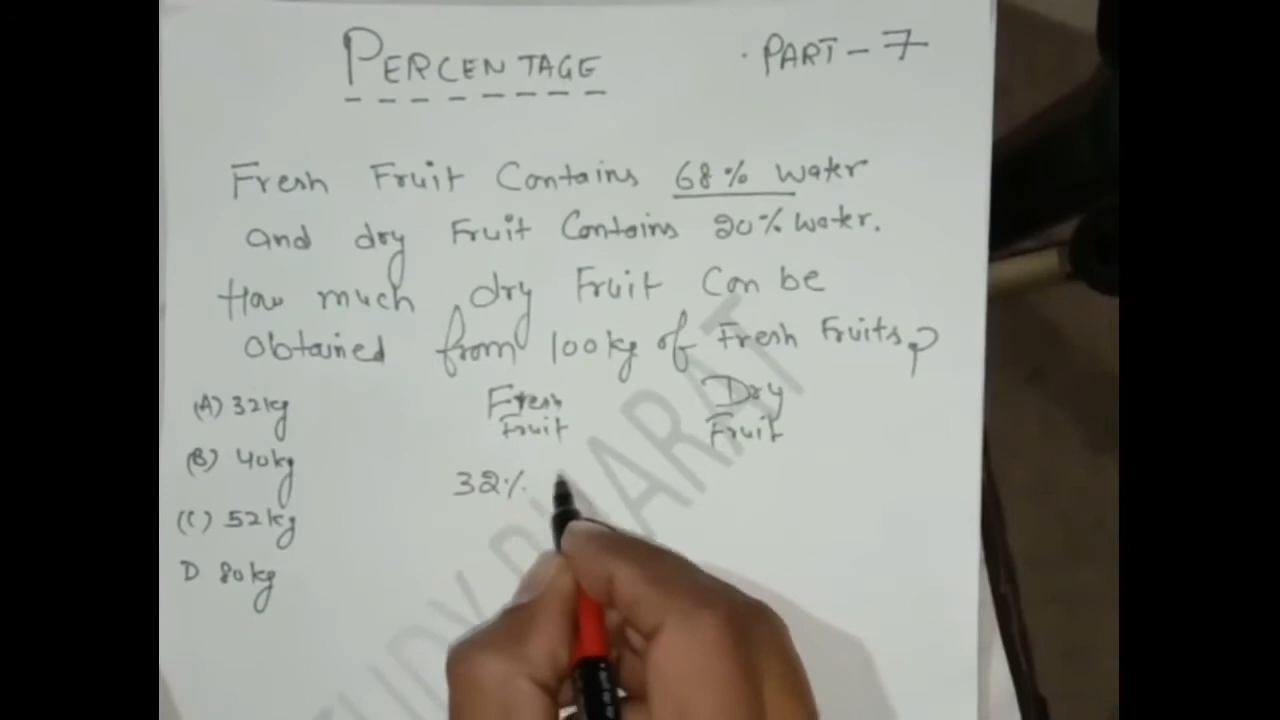 PERCENTAGE
PART-7
Fresh Fruit Contains 68% water
and dry Fruit Contains 20% water.
How much dry Fruit Can be
Obtained from 100kg of Fresh Fruits?
(A) 32kg
(B) 40kg
(C) 52kg
D 80kg
Fresh
Fruit
Dry
Fruit
32%
BHARAT